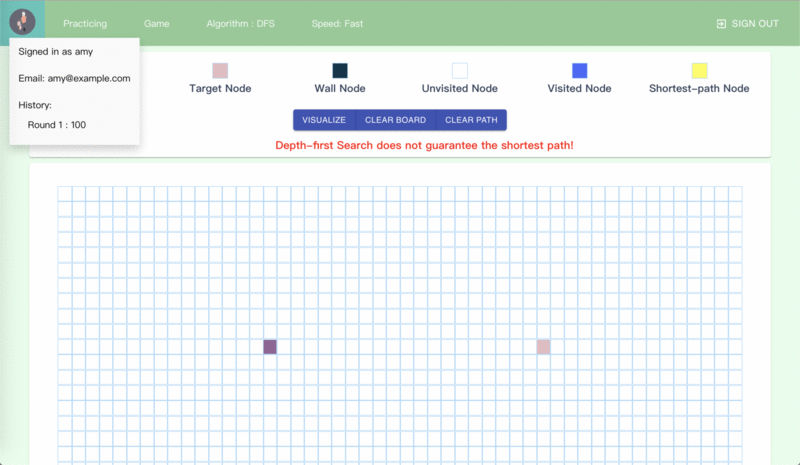 Practicing
Game
Algorithm : DFS
Speed: Fast
SIGN OUT
Signed in as amy
Email: amy@example.com
History:
Round 1 : 100
Target Node
Wall Node
Unvisited Node
Visited Node
Shortest-path Node
VISUALIZE
CLEAR BOARD
CLEAR PATH
Depth-first Search does not guarantee the shortest path!